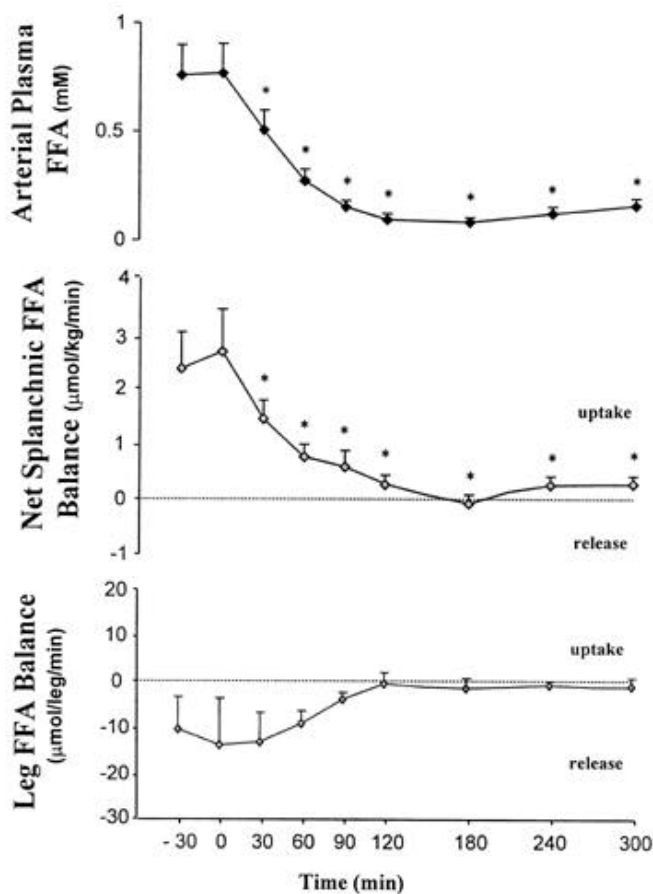 Arterial Plasma
FFA (mM)
1
0.5
0
* * * * * * *
Net Splanchnic FFA
Balance (μmol/kg/min)
4
3
2
1
0
-1
* * * * * * *
uptake
release
Leg FFA Balance
(μmol/leg/min)
20
10
0
-10
-20
-30
uptake
release
-30 0 30 60 90 120 180 240 300
Time (min)